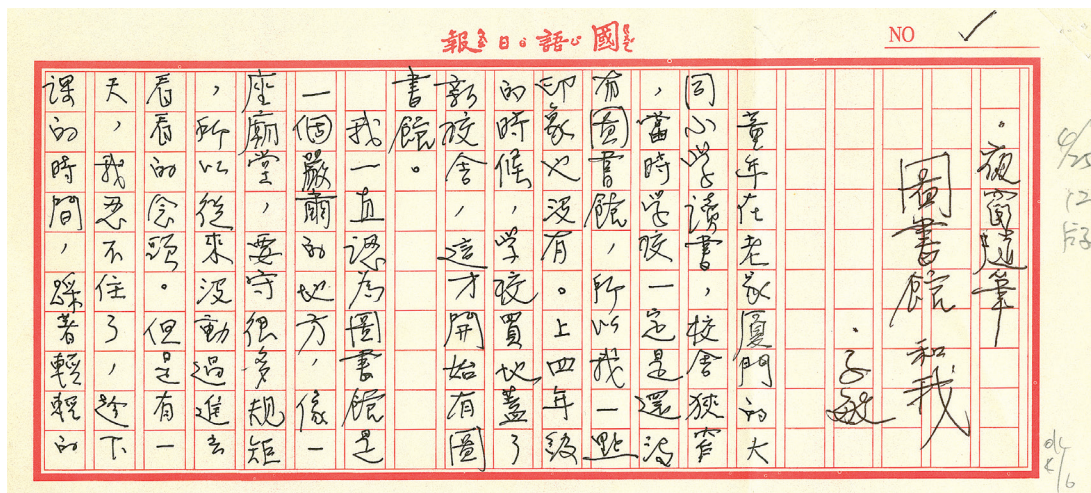 國語日報
NO ✓
·夜窗隨筆
圖書館和我
·子敏
童年在老家厦門的大
同小學讀書，校舍狹窄
，當時學校一定是還沒
有圖書館，所以我一點
印象也沒有。上四年級
的時候，學校買地蓋了
新校舍，這才開始有圖
書館。
我一直認為圖書館是
一個嚴肅的地方，像一
座廟堂，要守很多規矩
，所以從來沒動過進去
看看的念頭。但是有一
天，我忍不住了，趁下
課的時間，踩著輕輕的